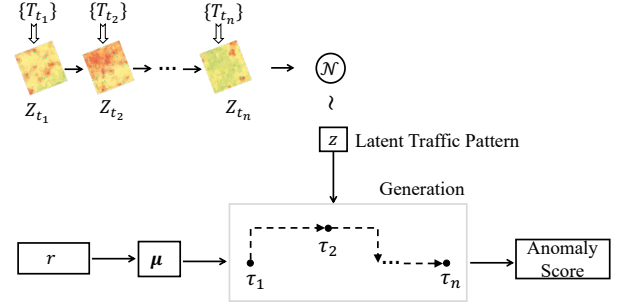 {T_{t_1}} {T_{t_2}} {T_{t_n}}
...
Z_{t_1} Z_{t_2} Z_{t_n}
𝒩
~
z Latent Traffic Pattern
Generation
r μ
τ_1 τ_2 ... τ_n
Anomaly
Score